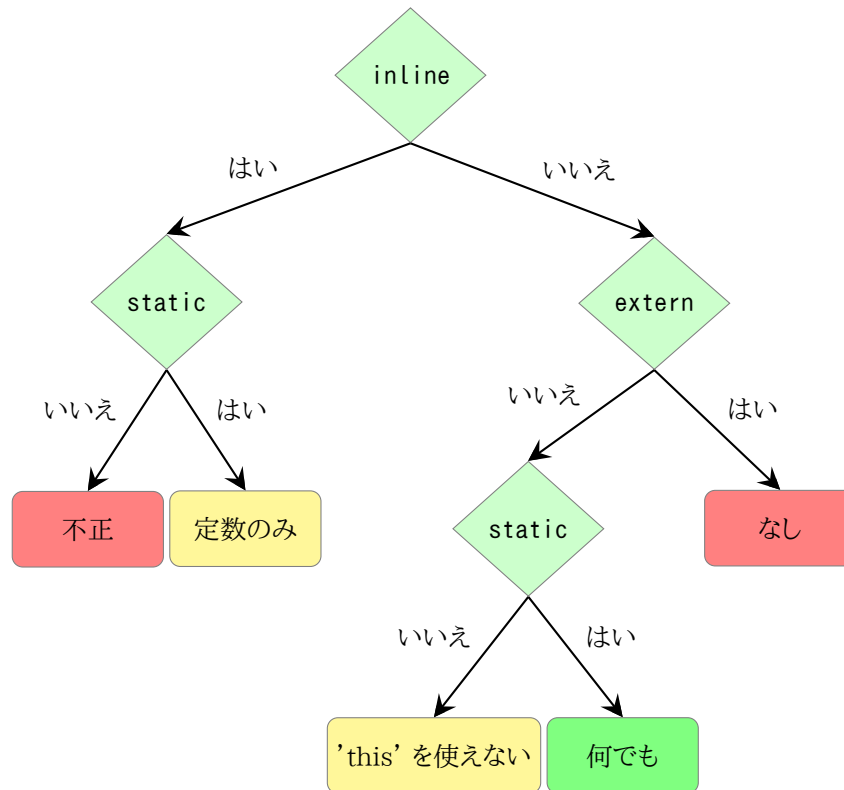 inline
はい
いいえ
static
extern
いいえ
はい
いいえ
はい
不正
定数のみ
static
なし
いいえ
はい
'this' を使えない
何でも